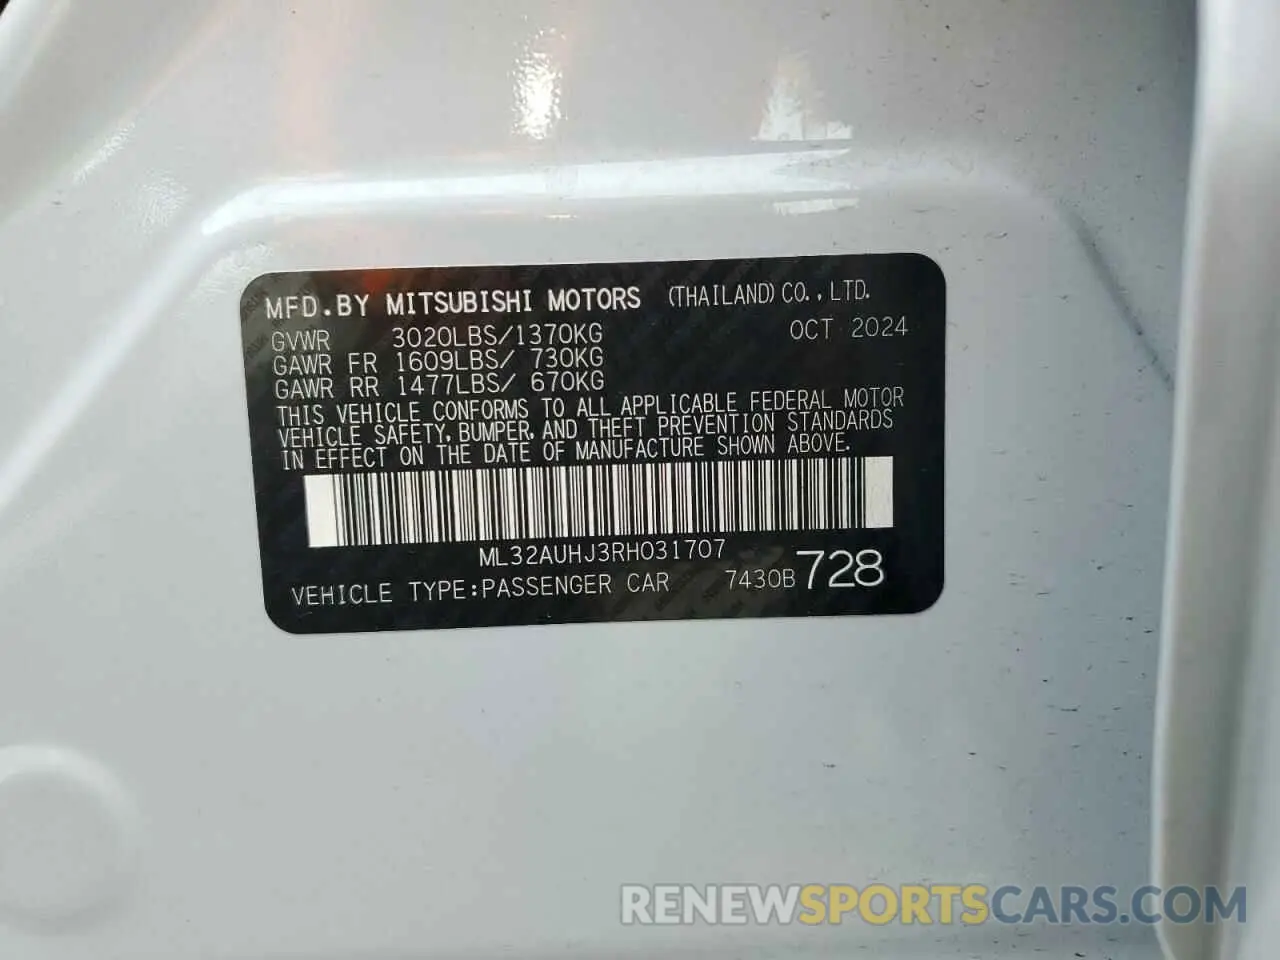 MFD.BY MITSUBISHI MOTORS (THAILAND) CO., LTD.
GVWR 3020LBS/1370KG OCT 2024
GAWR FR 1609LBS/ 730KG
GAWR RR 1477LBS/ 670KG
THIS VEHICLE CONFORMS TO ALL APPLICABLE FEDERAL MOTOR
VEHICLE SAFETY, BUMPER, AND THEFT PREVENTION STANDARDS
IN EFFECT ON THE DATE OF MANUFACTURE SHOWN ABOVE.
ML32AUHJ3RH031707
VEHICLE TYPE:PASSENGER CAR 7430B 728
RENEWSPORTSCARS.COM